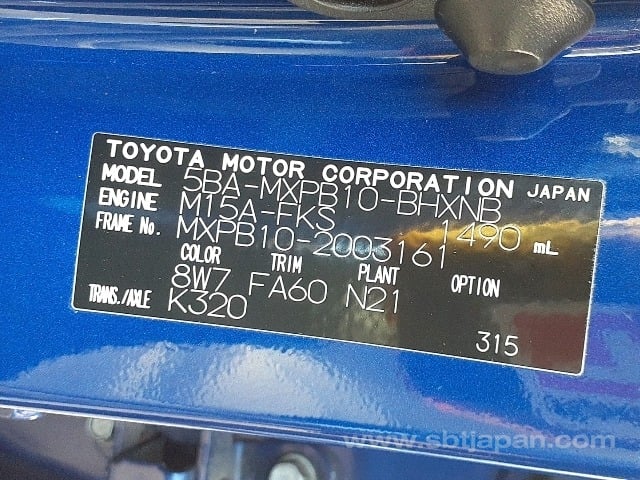 TOYOTA MOTOR CORPORATION JAPAN
MODEL 5BA-MXPB10-BHXNB
ENGINE M15A-FKS 1490 mL
FRAME No. MXPB10-2003161
COLOR TRIM PLANT OPTION
8W7 FA60 N21
TRANS./AXLE K320
315
www.sbtjapan.com